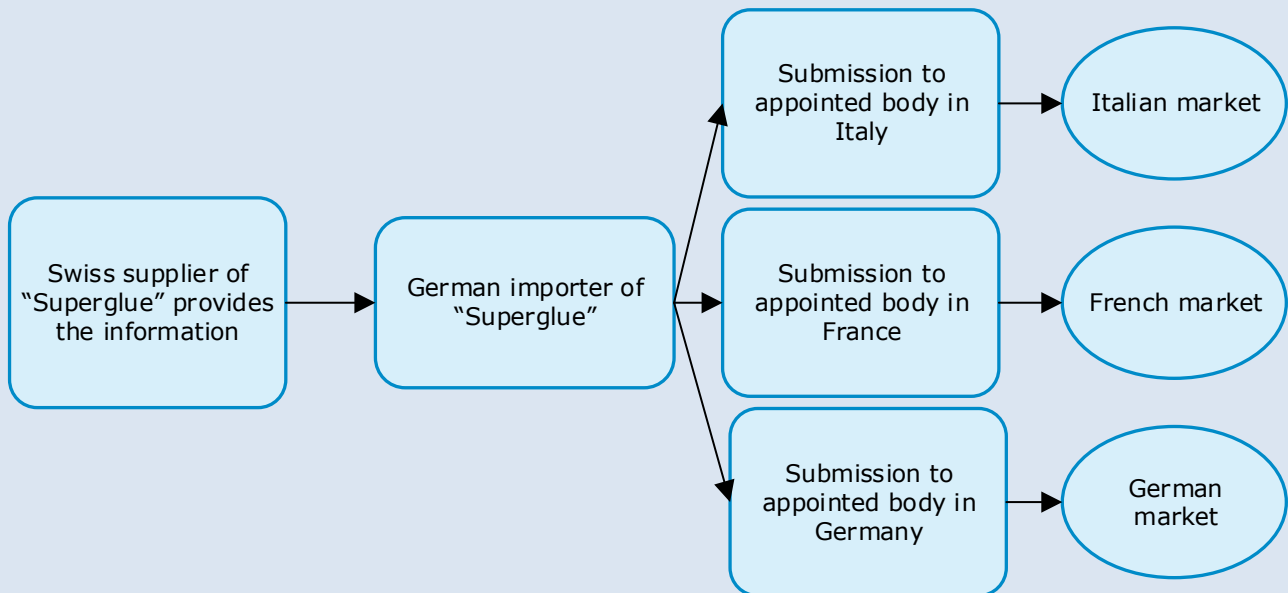 Swiss supplier of
“Superglue” provides
the information
German importer of
“Superglue”
Submission to
appointed body in
Italy
Italian market
Submission to
appointed body in
France
French market
Submission to
appointed body in
Germany
German
market